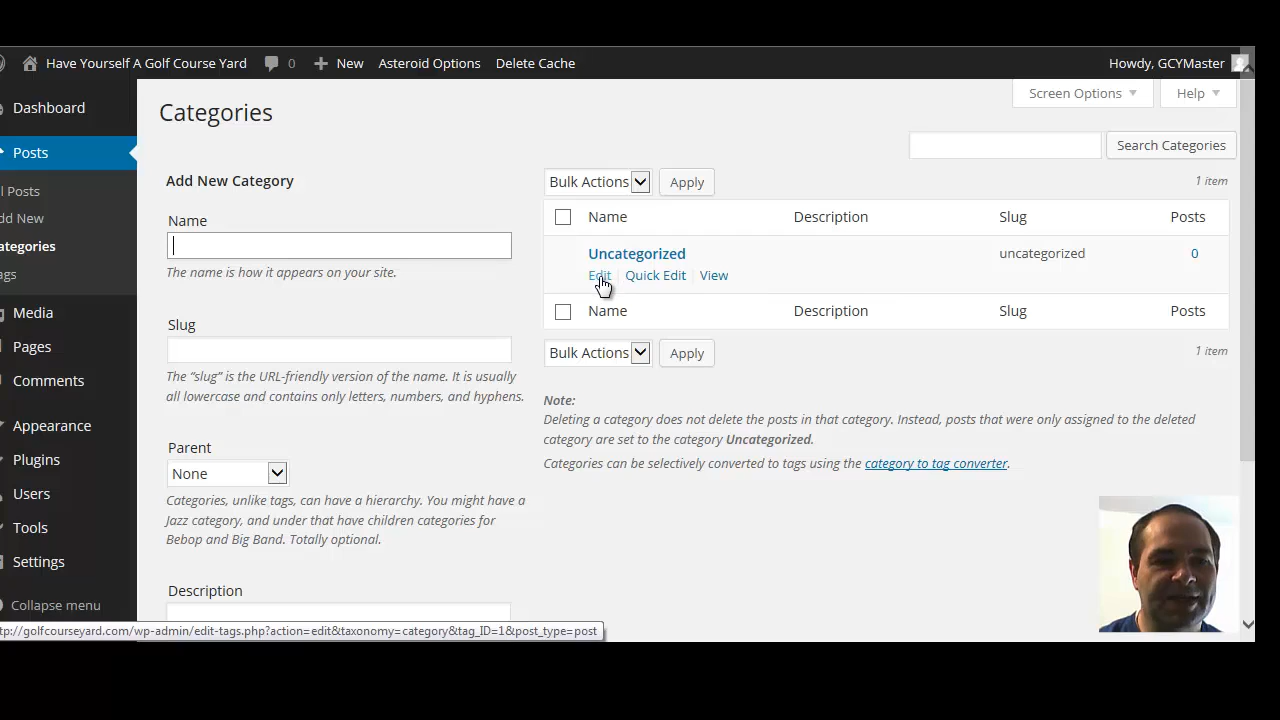 Have Yourself A Golf Course Yard 0 New Asteroid Options Delete Cache Howdy, GCYMaster
Screen Options Help
Dashboard
Posts
l Posts
dd New
ategories
ags
Media
Pages
Comments
Appearance
Plugins
Users
Tools
Settings
Collapse menu
Categories
Search Categories
Add New Category
Name
The name is how it appears on your site.
Slug
The “slug” is the URL-friendly version of the name. It is usually
all lowercase and contains only letters, numbers, and hyphens.
Parent
None
Categories, unlike tags, can have a hierarchy. You might have a
Jazz category, and under that have children categories for
Bebop and Big Band. Totally optional.
Description
Bulk Actions Apply 1 item
Name Description Slug Posts
Uncategorized uncategorized 0
Edit | Quick Edit | View
Name Description Slug Posts
Bulk Actions Apply 1 item
Note:
Deleting a category does not delete the posts in that category. Instead, posts that were only assigned to the deleted
category are set to the category Uncategorized.
Categories can be selectively converted to tags using the category to tag converter.
tp://golfcourseyard.com/wp-admin/edit-tags.php?action=edit&taxonomy=category&tag_ID=1&post_type=post